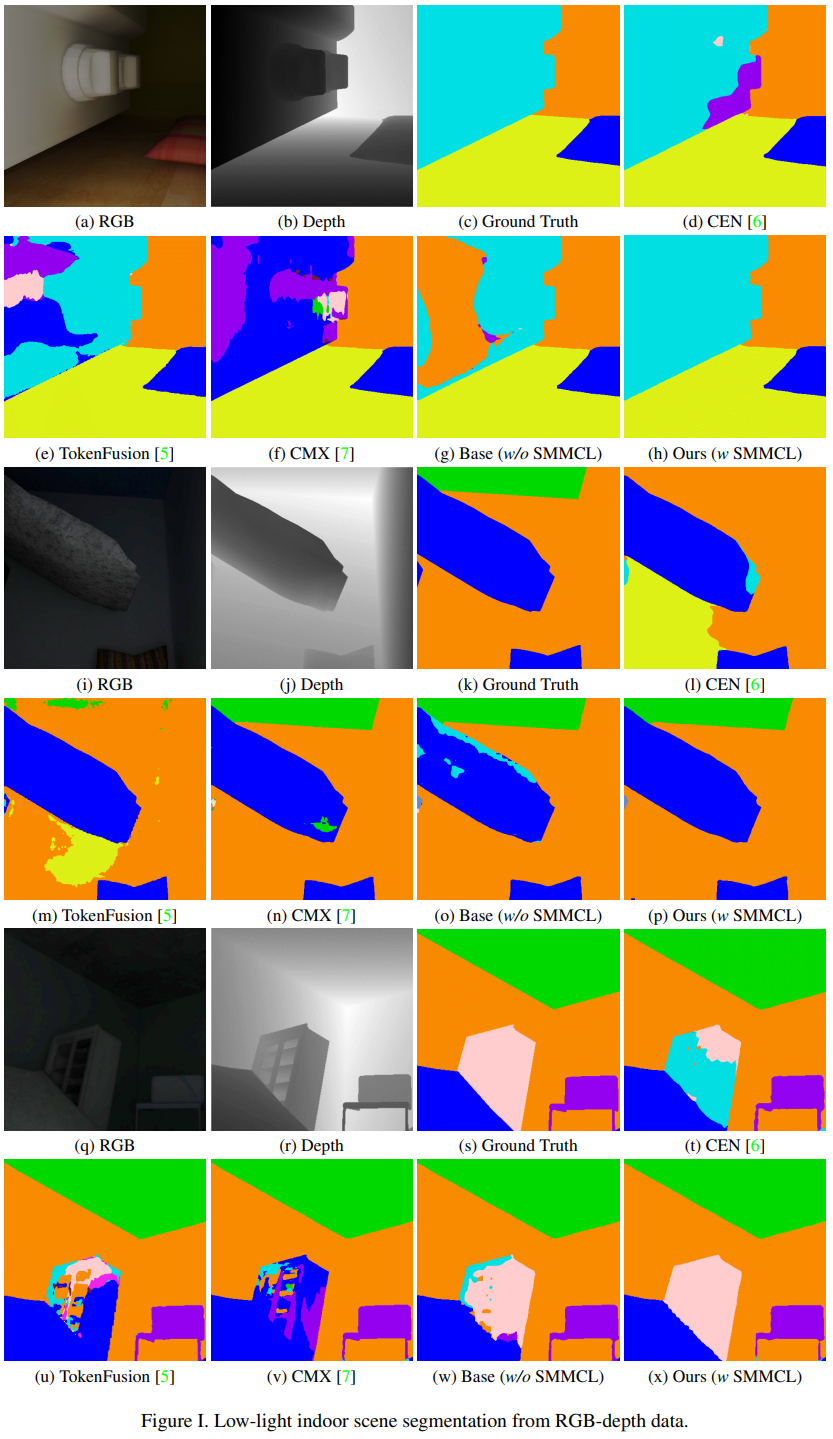 (a) RGB
(b) Depth
(c) Ground Truth
(d) CEN [6]
(e) TokenFusion [5]
(f) CMX [7]
(g) Base (w/o SMMCL)
(h) Ours (w SMMCL)
(i) RGB
(j) Depth
(k) Ground Truth
(l) CEN [6]
(m) TokenFusion [5]
(n) CMX [7]
(o) Base (w/o SMMCL)
(p) Ours (w SMMCL)
(q) RGB
(r) Depth
(s) Ground Truth
(t) CEN [6]
(u) TokenFusion [5]
(v) CMX [7]
(w) Base (w/o SMMCL)
(x) Ours (w SMMCL)
Figure I. Low-light indoor scene segmentation from RGB-depth data.